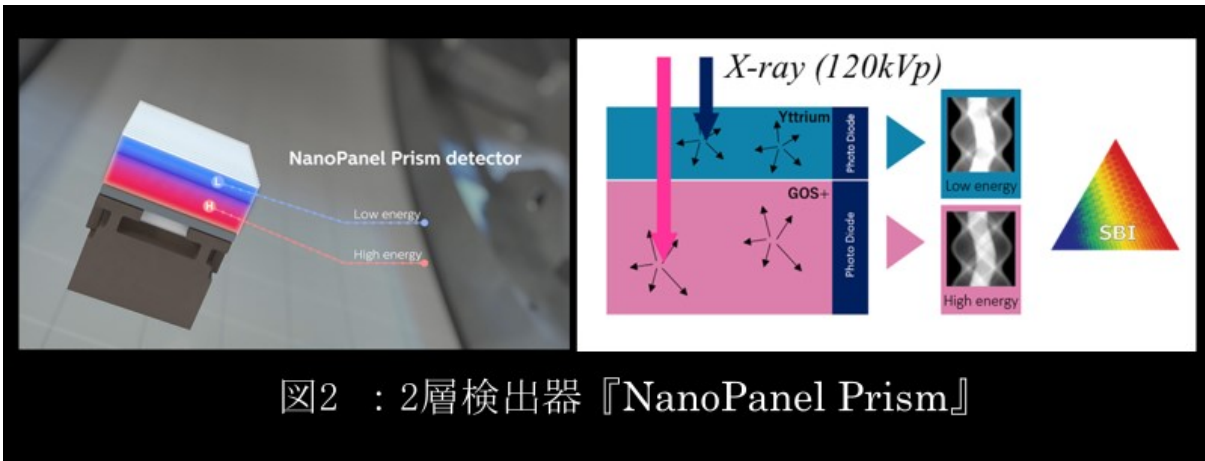 NanoPanel Prism detector
L
Low energy
H
High energy
X-ray (120kVp)
Yttrium
Photo Diode
GOS+
Photo Diode
Low energy
High energy
SBI
図2 ：2層検出器『NanoPanel Prism』